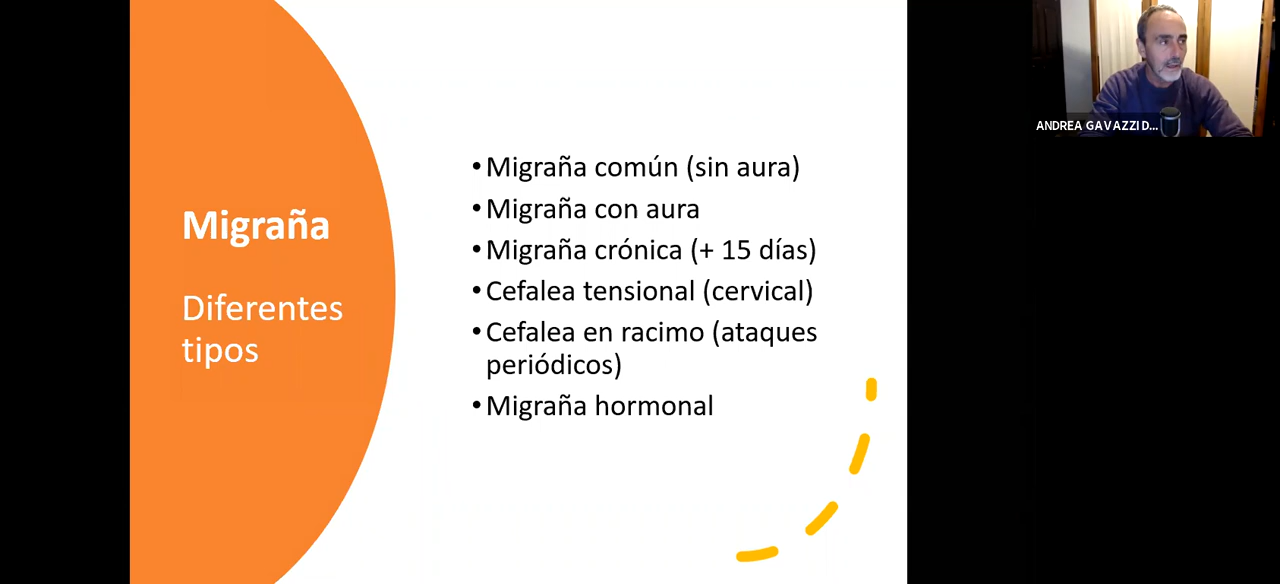 Migraña
Diferentes
tipos
•Migraña común (sin aura)
•Migraña con aura
•Migraña crónica (+ 15 días)
•Cefalea tensional (cervical)
•Cefalea en racimo (ataques
periódicos)
•Migraña hormonal
ANDREA GAVAZZI D...